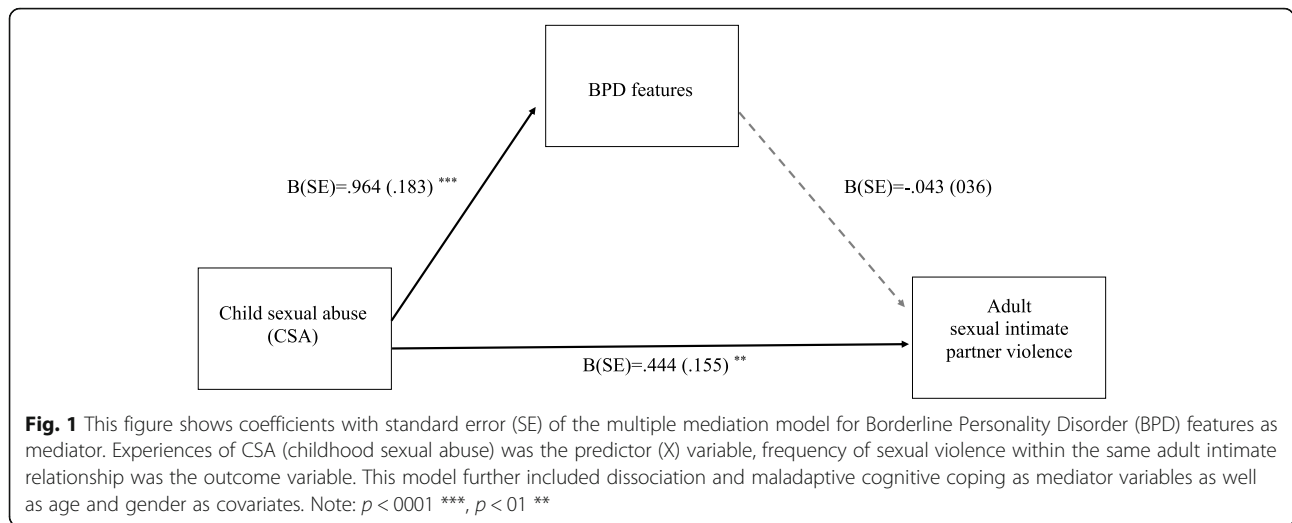 BPD features
B(SE)=.964 (.183) ***
B(SE)=-.043 (036)
Child sexual abuse
(CSA)
Adult
sexual intimate
partner violence
B(SE)=.444 (.155) **
Fig. 1 This figure shows coefficients with standard error (SE) of the multiple mediation model for Borderline Personality Disorder (BPD) features as
mediator. Experiences of CSA (childhood sexual abuse) was the predictor (X) variable, frequency of sexual violence within the same adult intimate
relationship was the outcome variable. This model further included dissociation and maladaptive cognitive coping as mediator variables as well
as age and gender as covariates. Note: p < 0001 ***, p < 01 **